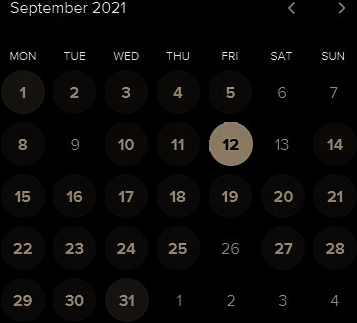 September 2021 < >
MON TUE WED THU FRI SAT SUN
1 2 3 4 5 6 7
8 9 10 11 12 13 14
15 16 17 18 19 20 21
22 23 24 25 26 27 28
29 30 31 1 2 3 4